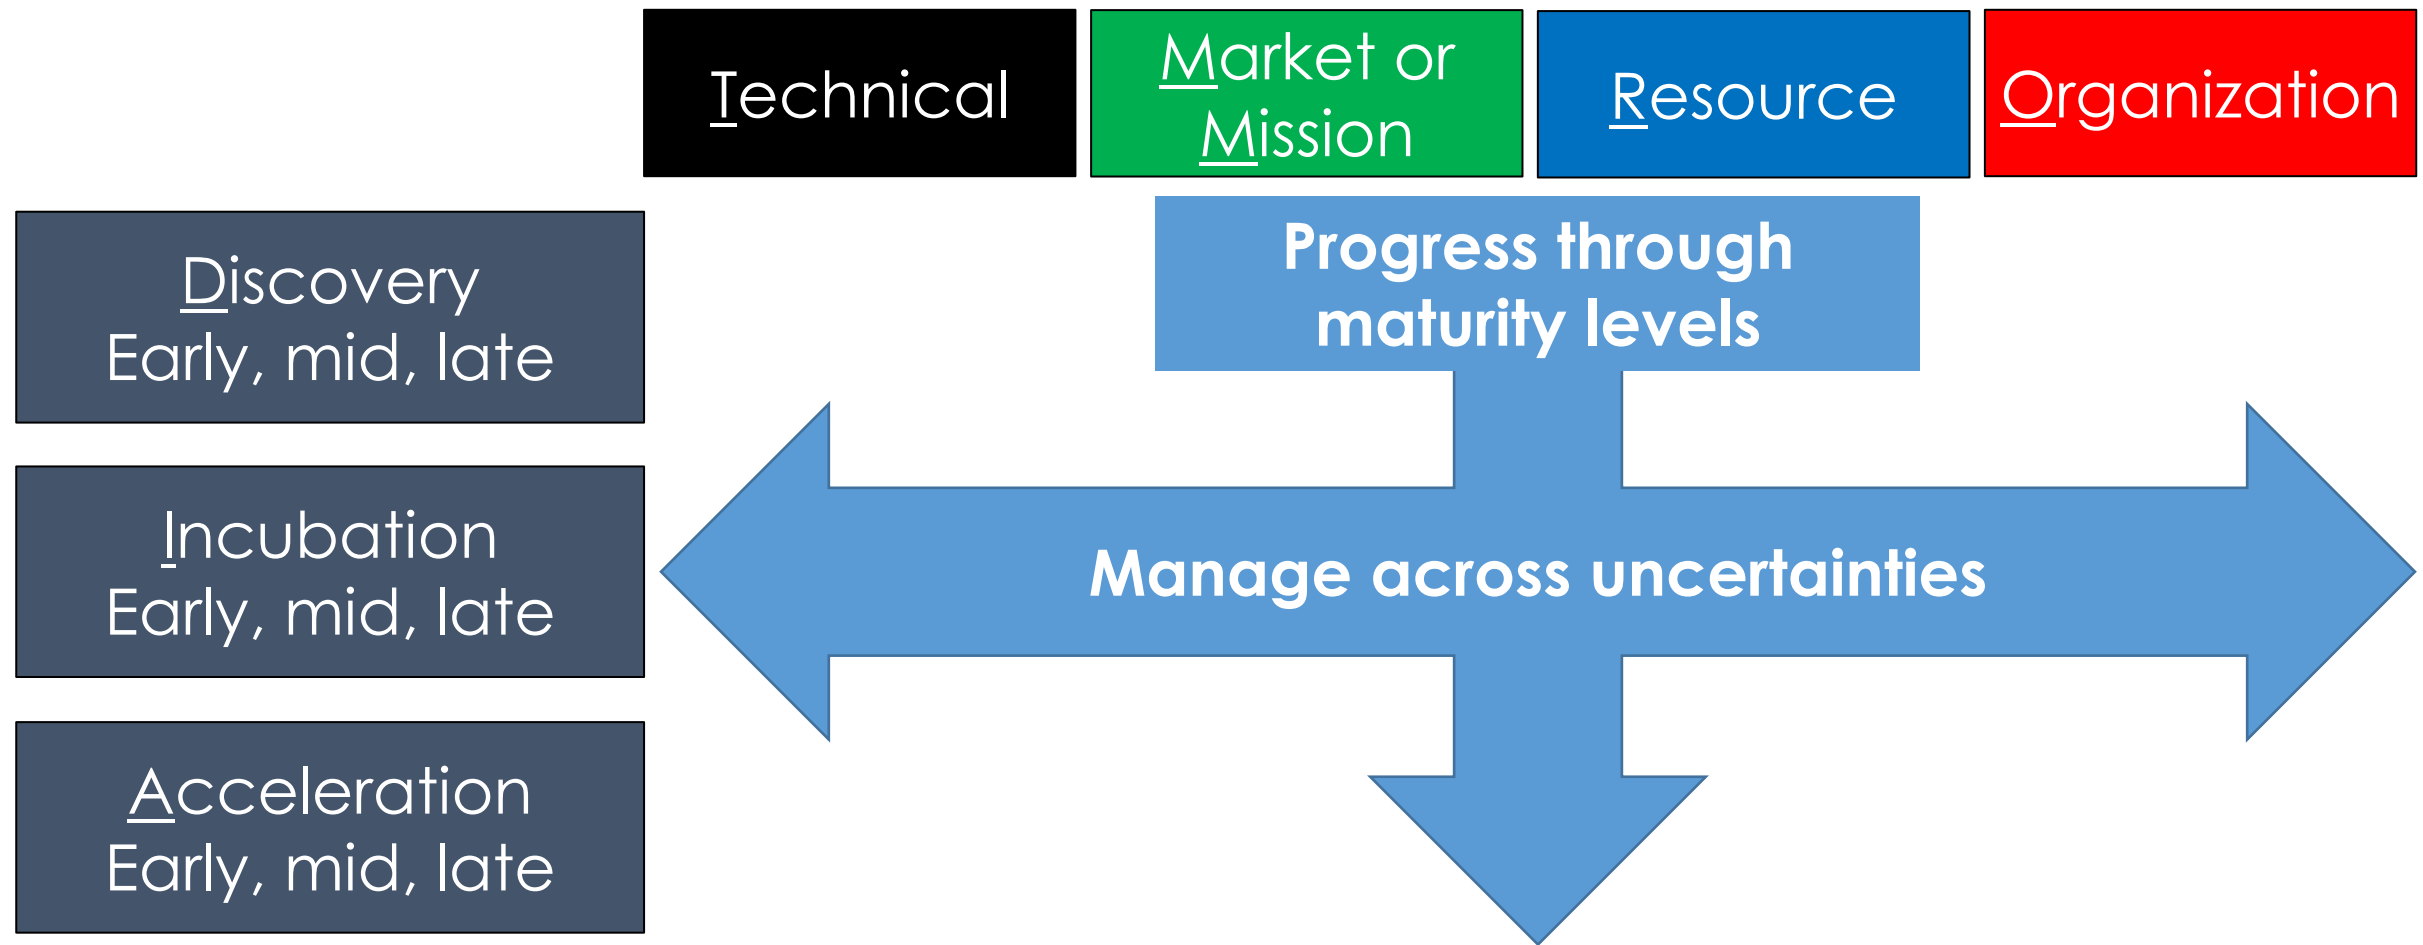 Technical
Market or
Mission
Resource
Organization
Progress through
maturity levels
Discovery
Early, mid, late
Incubation
Early, mid, late
Manage across uncertainties
Acceleration
Early, mid, late